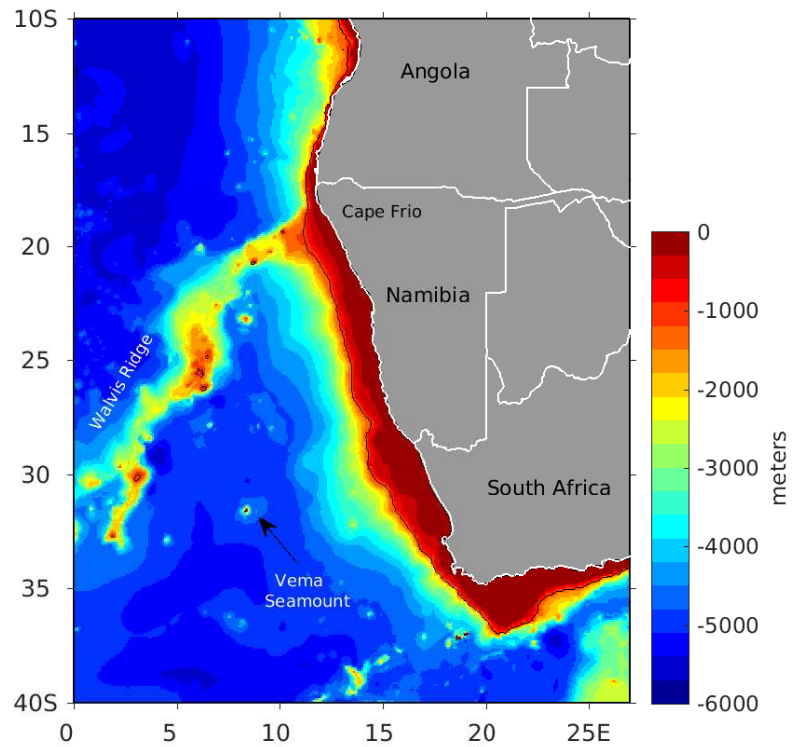 10S
15
20
25
30
35
40S
0
5
10
15
20
25E
Angola
Cape Frio
Namibia
Walvis Ridge
South Africa
Vema
Seamount
0
-1000
-2000
-3000
-4000
-5000
-6000
meters